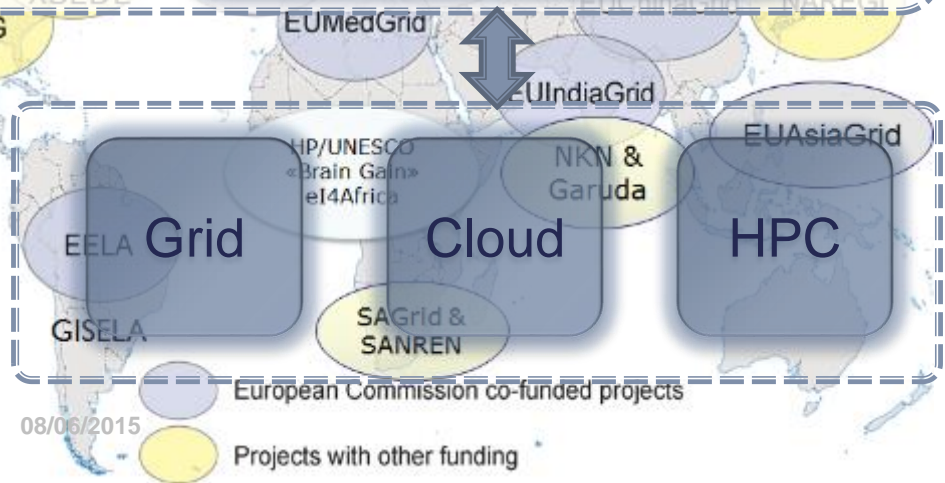 EUMedGrid
NAREGI
EUIndiaGrid
EUAsiaGrid
HP/UNESCO
«Brain Gain»
eI4Africa
NKN &
Garuda
EELA
Grid
Cloud
HPC
GISELA
SAGrid &
SANREN
European Commission co-funded projects
08/06/2015
Projects with other funding